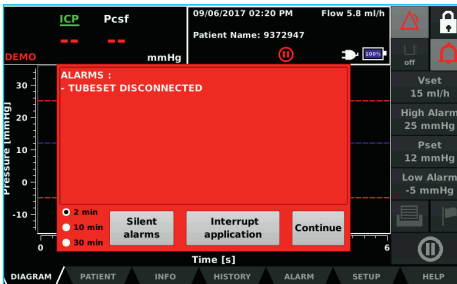 ICP Pcsf
-- --
DEMO
mmHg
09/06/2017 02:20 PM Flow 5.8 ml/h
Patient Name: 9372947
100%
off
ALARMS :
- TUBESET DISCONNECTED
2 min
10 min
30 min
Silent alarms
Interrupt application
Continue
Pressure [mmHg]
30
20
10
0
-10
0
6
Time [s]
Vset
15 ml/h
High Alarm
25 mmHg
Pset
12 mmHg
Low Alarm
-5 mmHg
DIAGRAM PATIENT INFO HISTORY ALARM SETUP HELP